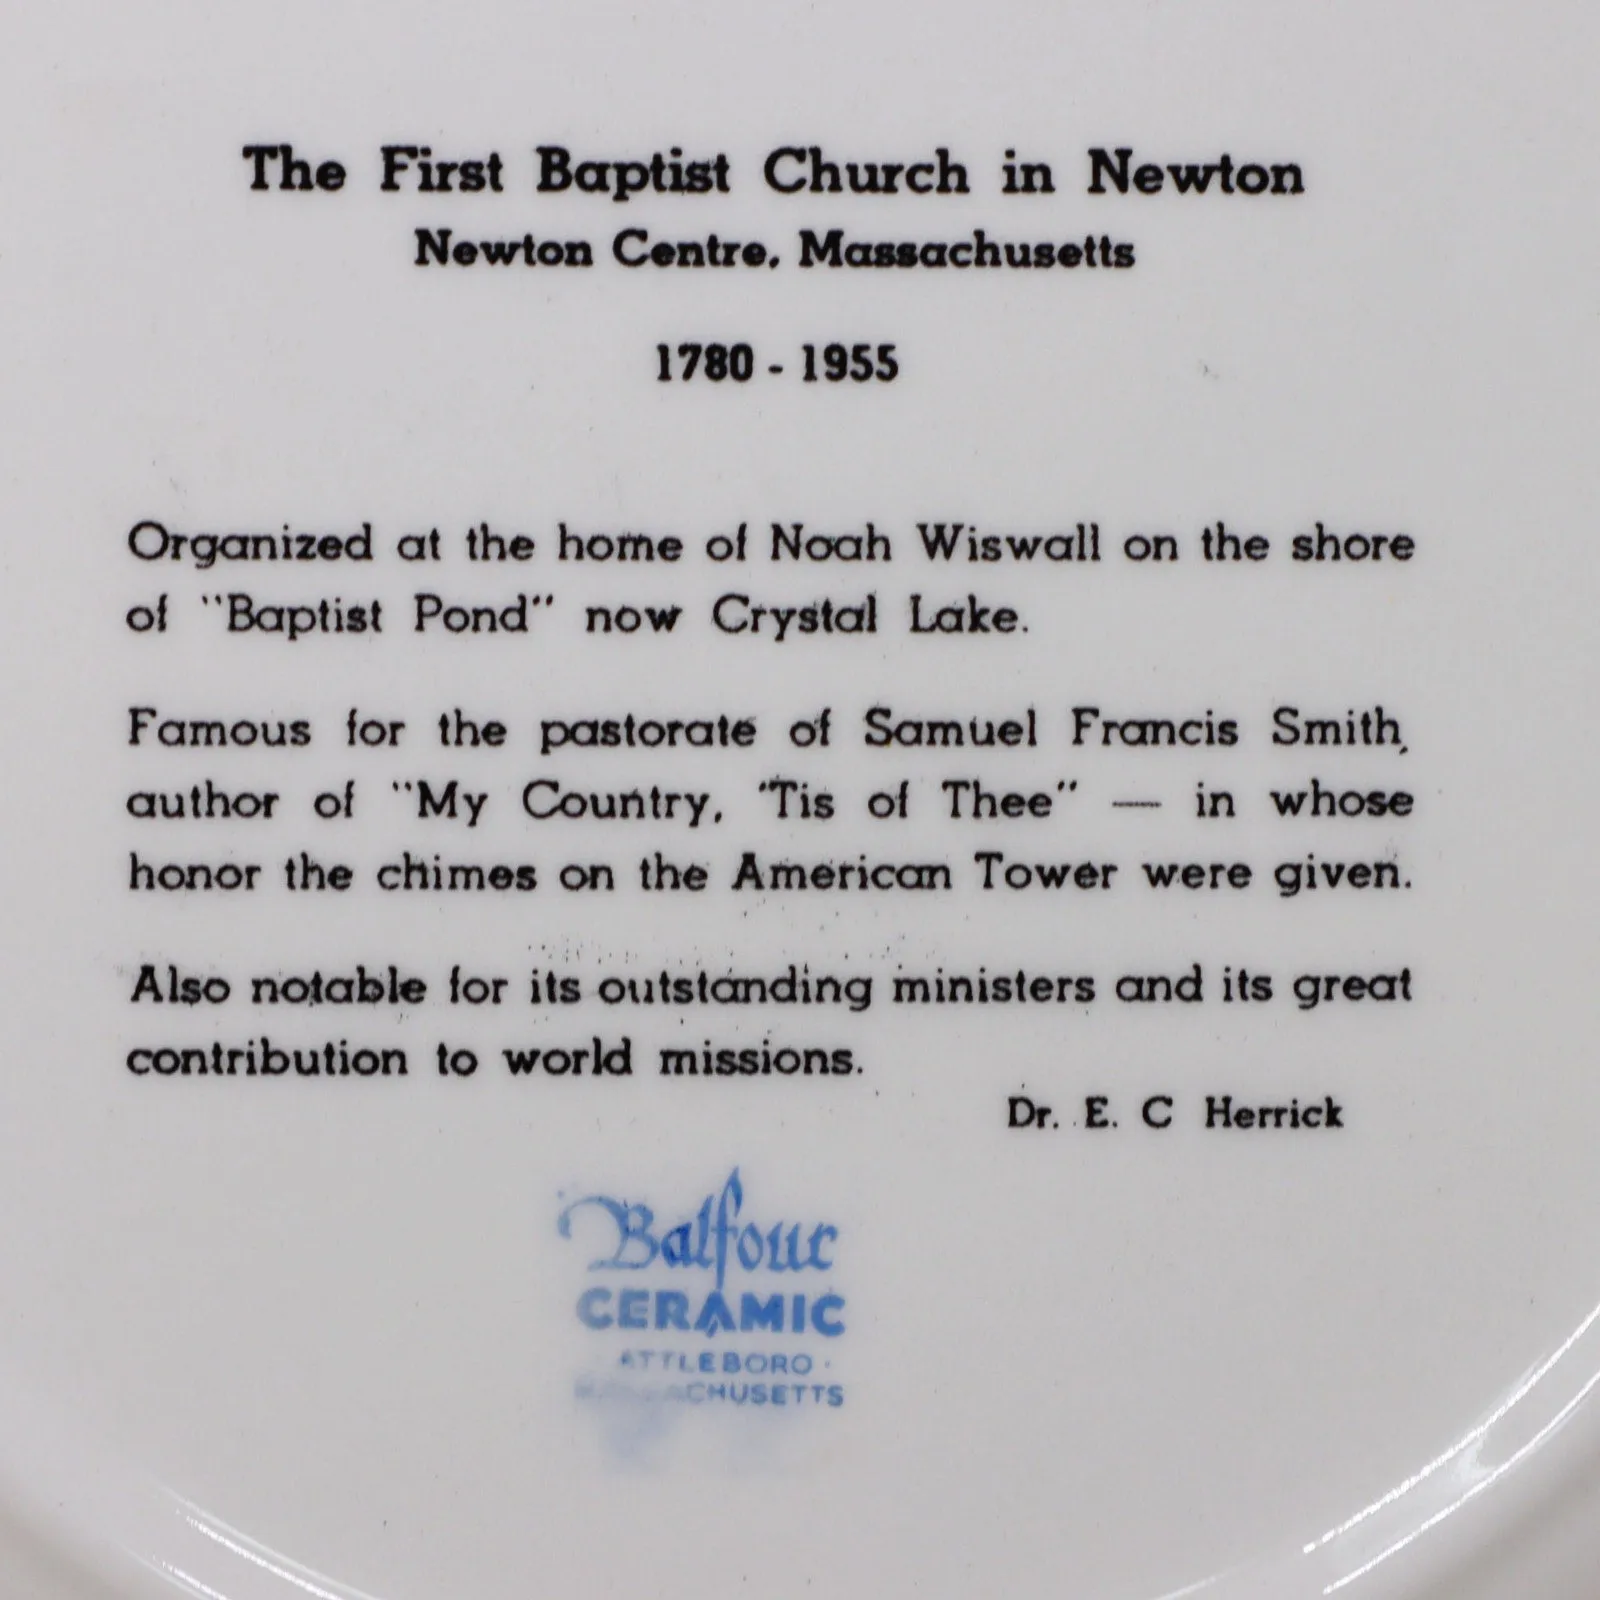 The First Baptist Church in Newton
Newton Centre, Massachusetts
1780 - 1955
Organized at the home of Noah Wiswall on the shore
of "Baptist Pond" now Crystal Lake.
Famous for the pastorate of Samuel Francis Smith,
author of "My Country, 'Tis of Thee" — in whose
honor the chimes on the American Tower were given.
Also notable for its outstanding ministers and its great
contribution to world missions.
Dr. E. C Herrick
Balfour
CERAMIC
ATTLEBORO ·
MASSACHUSETTS